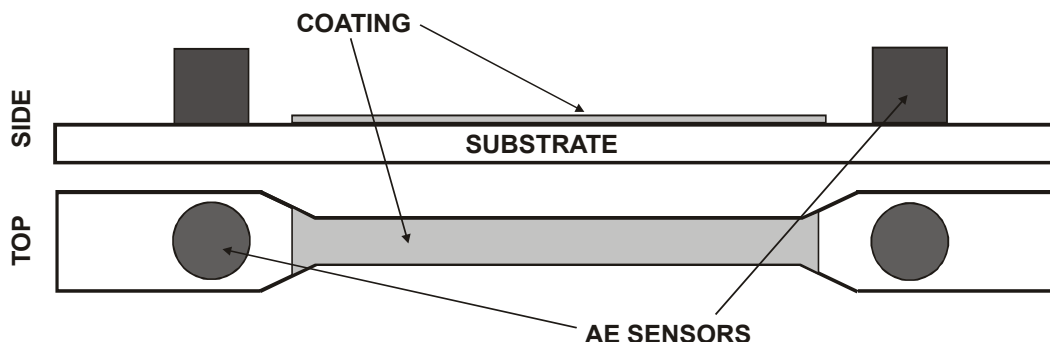 COATING
SIDE
SUBSTRATE
TOP
AE SENSORS